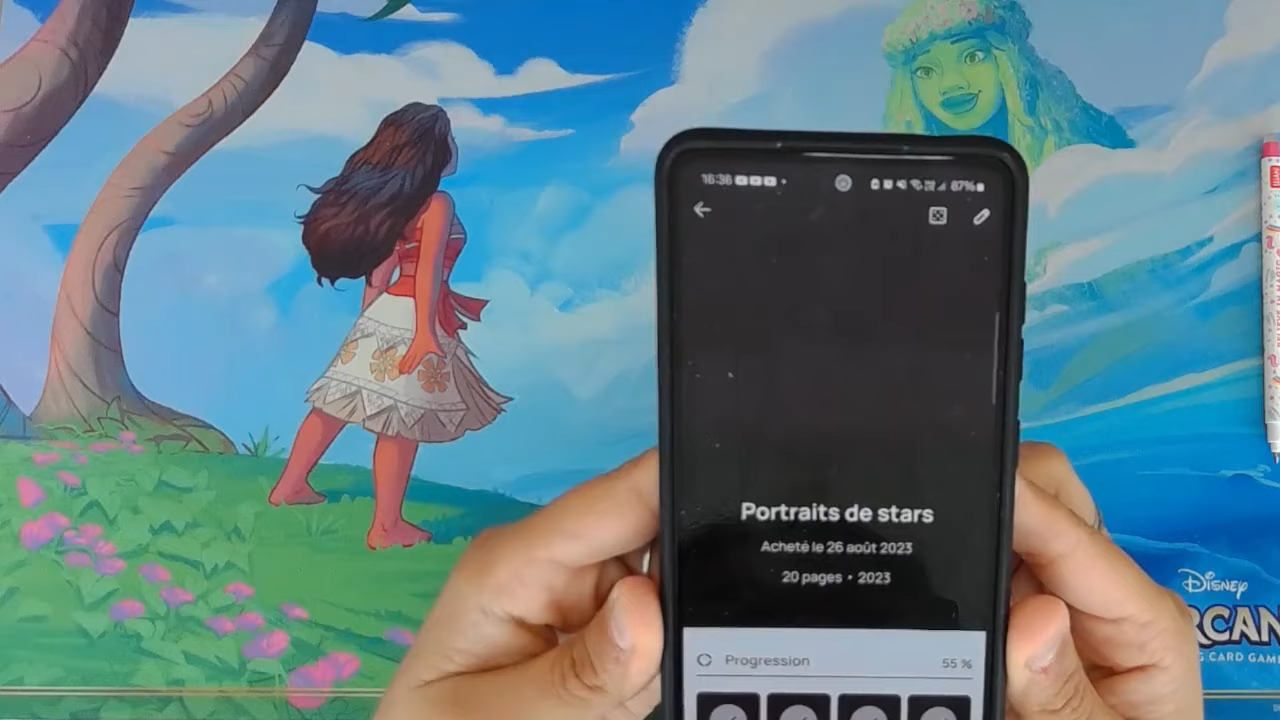 16:36
87%
Portraits de stars
Acheté le 26 août 2023
20 pages • 2023
Progression
55 %
DISNEY
RCAN
G CARD GAME